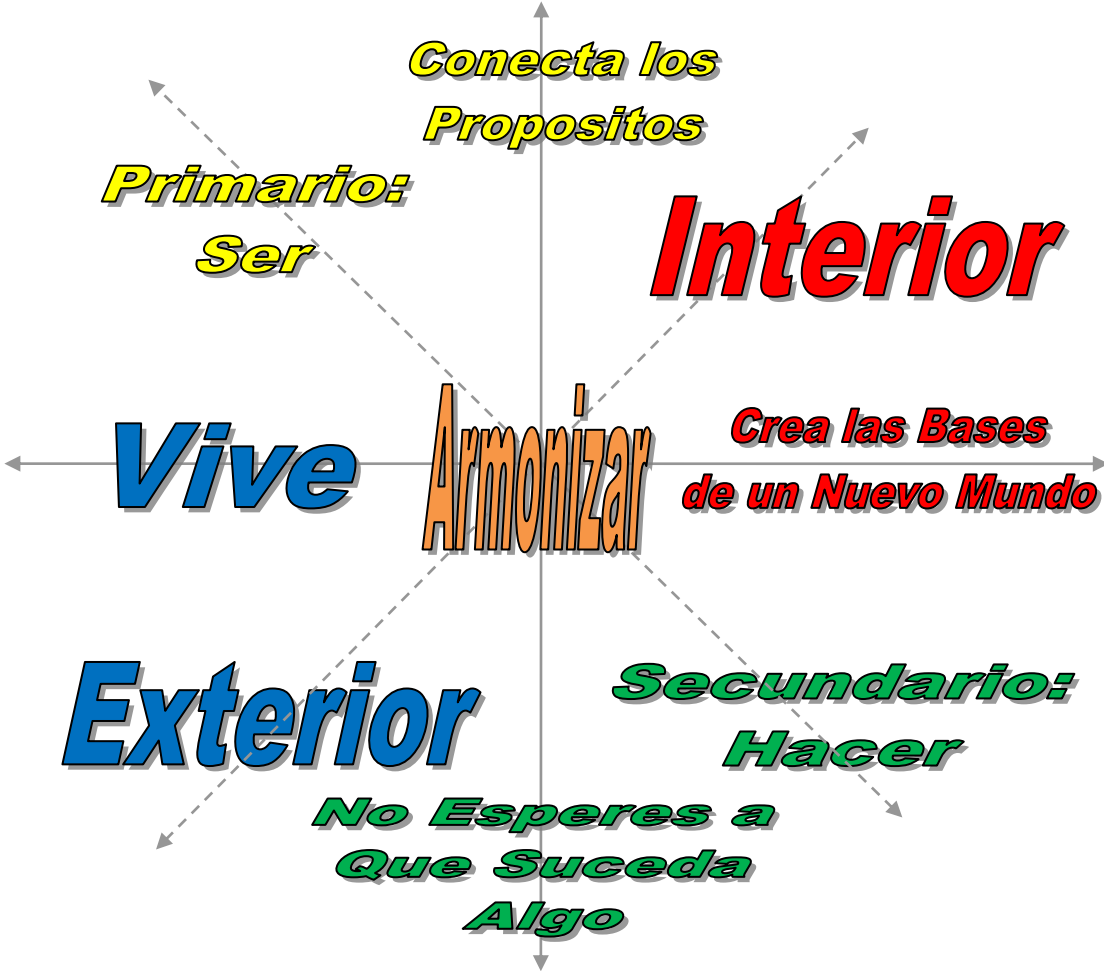 Conecta los
Propositos
Primario:
Ser
Interior
Vive
Armonizar
Crea las Bases
de un Nuevo Mundo
Exterior
Secundario:
Hacer
No Esperes a
Que Suceda
Algo